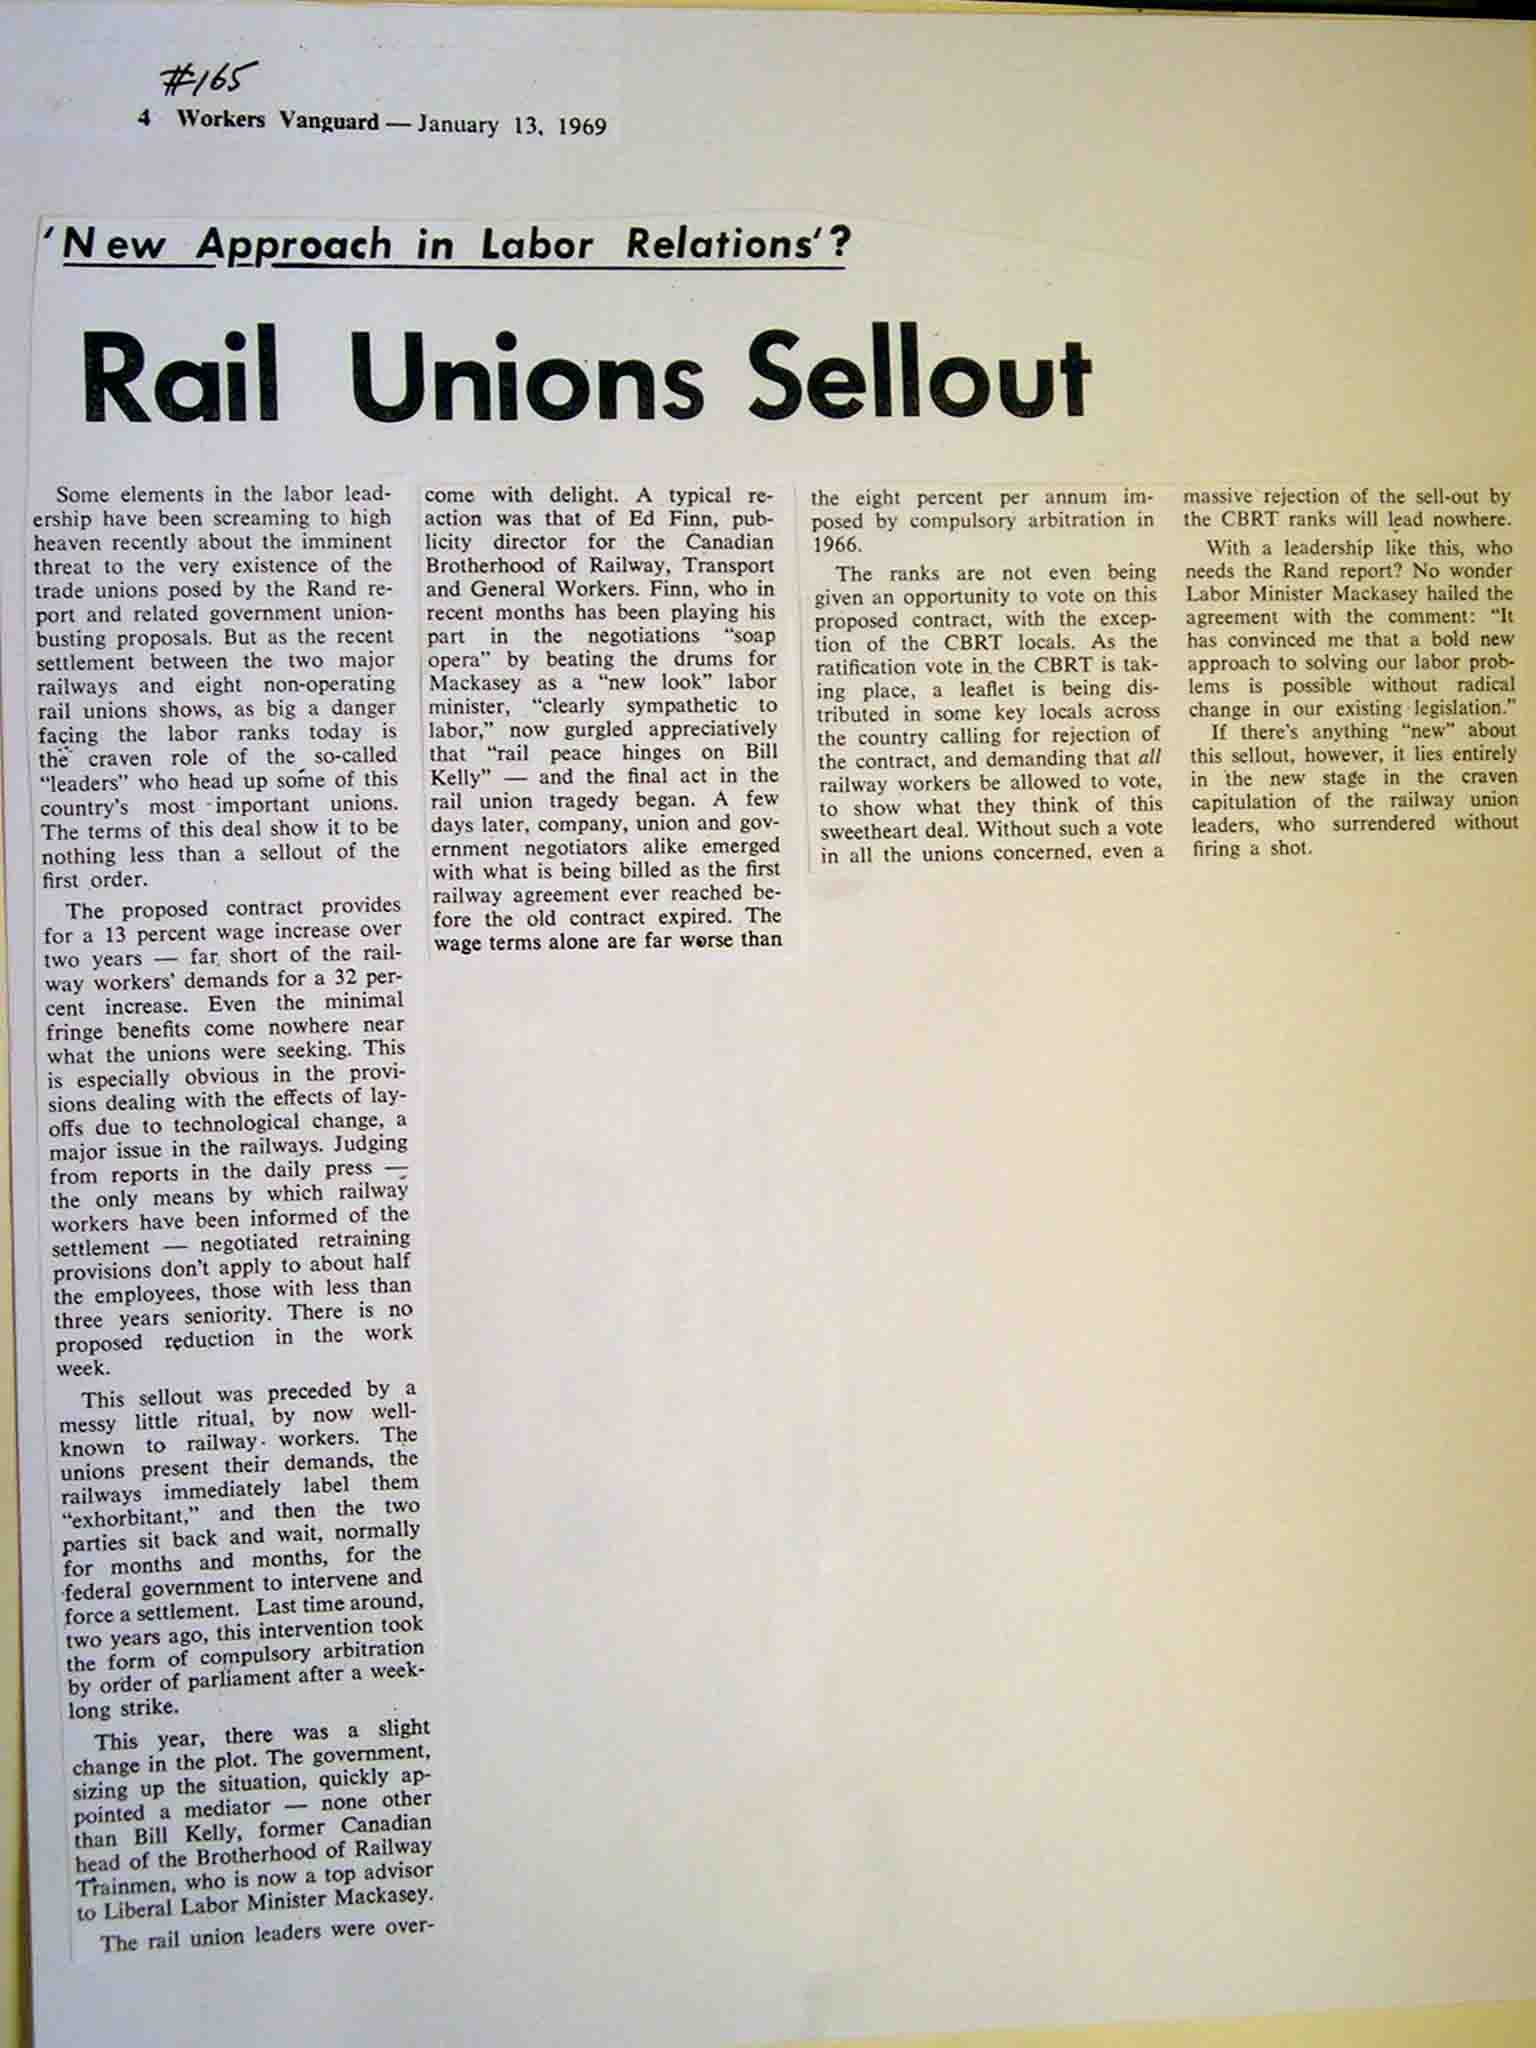 #165
4 Workers Vanguard — January 13, 1969
'New Approach in Labor Relations'?
Rail Unions Sellout
Some elements in the labor lead-
ership have been screaming to high
heaven recently about the imminent
threat to the very existence of the
trade unions posed by the Rand re-
port and related government union-
busting proposals. But as the recent
settlement between the two major
railways and eight non-operating
rail unions shows, as big a danger
facing the labor ranks today is
the craven role of the so-called
“leaders” who head up some of this
country's most important unions.
The terms of this deal show it to be
nothing less than a sellout of the
first order.
The proposed contract provides
for a 13 percent wage increase over
two years — far short of the rail-
way workers' demands for a 32 per-
cent increase. Even the minimal
fringe benefits come nowhere near
what the unions were seeking. This
is especially obvious in the provi-
sions dealing with the effects of lay-
offs due to technological change, a
major issue in the railways. Judging
from reports in the daily press —
the only means by which railway
workers have been informed of the
settlement — negotiated retraining
provisions don't apply to about half
the employees, those with less than
three years seniority. There is no
proposed reduction in the work
week.
This sellout was preceded by a
messy little ritual, by now well-
known to railway workers. The
unions present their demands, the
railways immediately label them
“exhorbitant,” and then the two
parties sit back and wait, normally
for months and months, for the
federal government to intervene and
force a settlement. Last time around,
two years ago, this intervention took
the form of compulsory arbitration
by order of parliament after a week-
long strike.
This year, there was a slight
change in the plot. The government,
sizing up the situation, quickly ap-
pointed a mediator — none other
than Bill Kelly, former Canadian
head of the Brotherhood of Railway
Trainmen, who is now a top advisor
to Liberal Labor Minister Mackasey.
The rail union leaders were over-
come with delight. A typical re-
action was that of Ed Finn, pub-
licity director for the Canadian
Brotherhood of Railway, Transport
and General Workers. Finn, who in
recent months has been playing his
part in the negotiations “soap
opera” by beating the drums for
Mackasey as a “new look” labor
minister, “clearly sympathetic to
labor,” now gurgled appreciatively
that “rail peace hinges on Bill
Kelly” — and the final act in the
rail union tragedy began. A few
days later, company, union and gov-
ernment negotiators alike emerged
with what is being billed as the first
railway agreement ever reached be-
fore the old contract expired. The
wage terms alone are far worse than
the eight percent per annum im-
posed by compulsory arbitration in
1966.
The ranks are not even being
given an opportunity to vote on this
proposed contract, with the excep-
tion of the CBRT locals. As the
ratification vote in the CBRT is tak-
ing place, a leaflet is being dis-
tributed in some key locals across
the country calling for rejection of
the contract, and demanding that all
railway workers be allowed to vote,
to show what they think of this
sweetheart deal. Without such a vote
in all the unions concerned, even a
massive rejection of the sell-out by
the CBRT ranks will lead nowhere.
With a leadership like this, who
needs the Rand report? No wonder
Labor Minister Mackasey hailed the
agreement with the comment: “It
has convinced me that a bold new
approach to solving our labor prob-
lems is possible without radical
change in our existing legislation.”
If there's anything “new” about
this sellout, however, it lies entirely
in the new stage in the craven
capitulation of the railway union
leaders, who surrendered without
firing a shot.